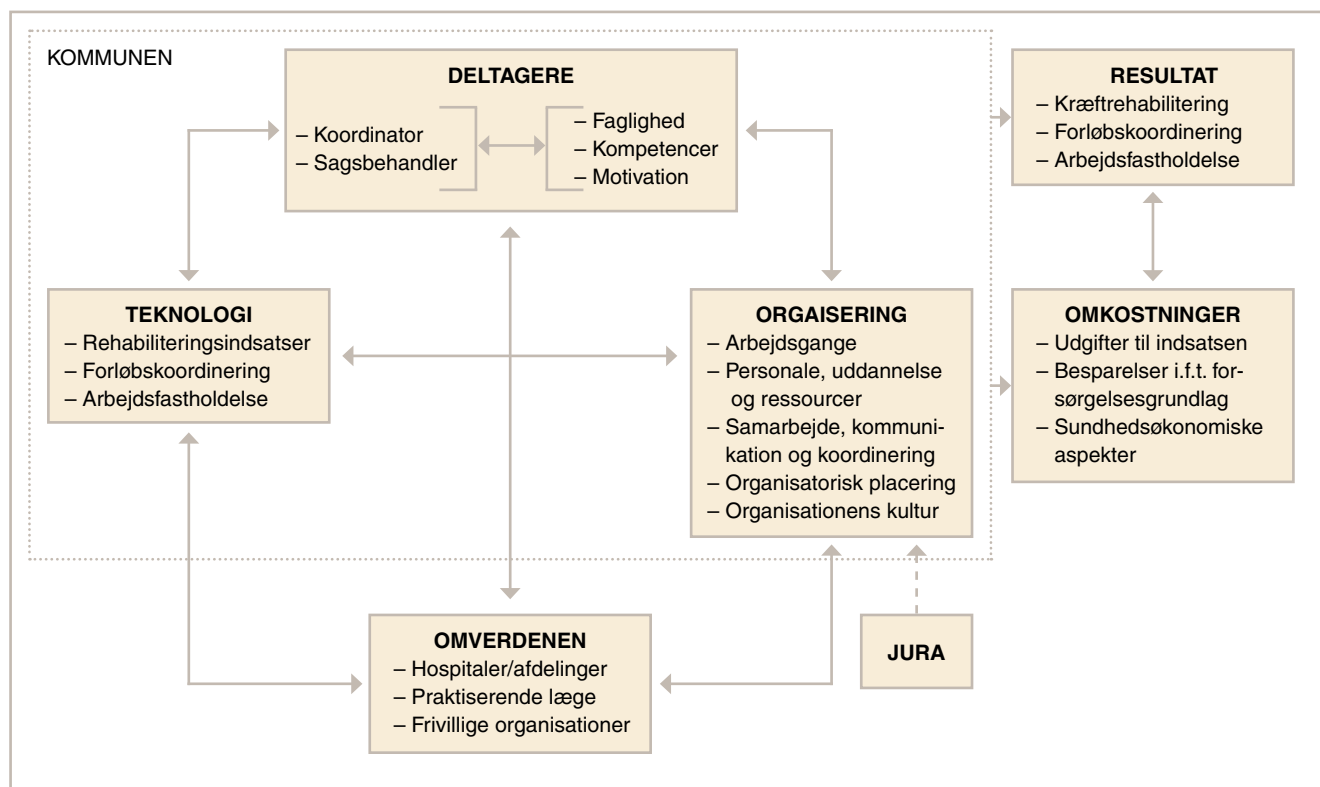 KOMMUNEN
DELTAGERE
– Koordinator
– Sagsbehandler
– Faglighed
– Kompetencer
– Motivation
RESULTAT
– Kræftrehabilitering
– Forløbskoordinering
– Arbejdsfastholdelse
TEKNOLOGI
– Rehabiliteringsindsatser
– Forløbskoordinering
– Arbejdsfastholdelse
ORGAISERING
– Arbejdsgange
– Personale, uddannelse
og ressourcer
– Samarbejde, kommuni-
kation og koordinering
– Organisatorisk placering
– Organisationens kultur
OMKOSTNINGER
– Udgifter til indsatsen
– Besparelser i.f.t. for-
sørgelsesgrundlag
– Sundhedsøkonomiske
aspekter
OMVERDENEN
– Hospitaler/afdelinger
– Praktiserende læge
– Frivillige organisationer
JURA